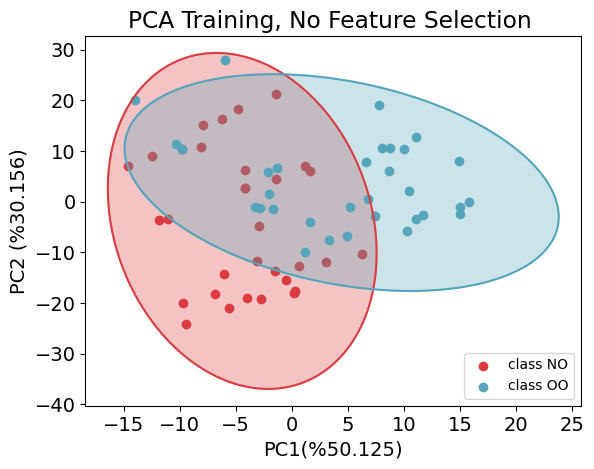 PCA Training, No Feature Selection
30
20
10
0
−10
−20
−30
−40
PC2 (%30.156)
−15 −10 −5 0 5 10 15 20 25
PC1(%50.125)
class NO
class OO